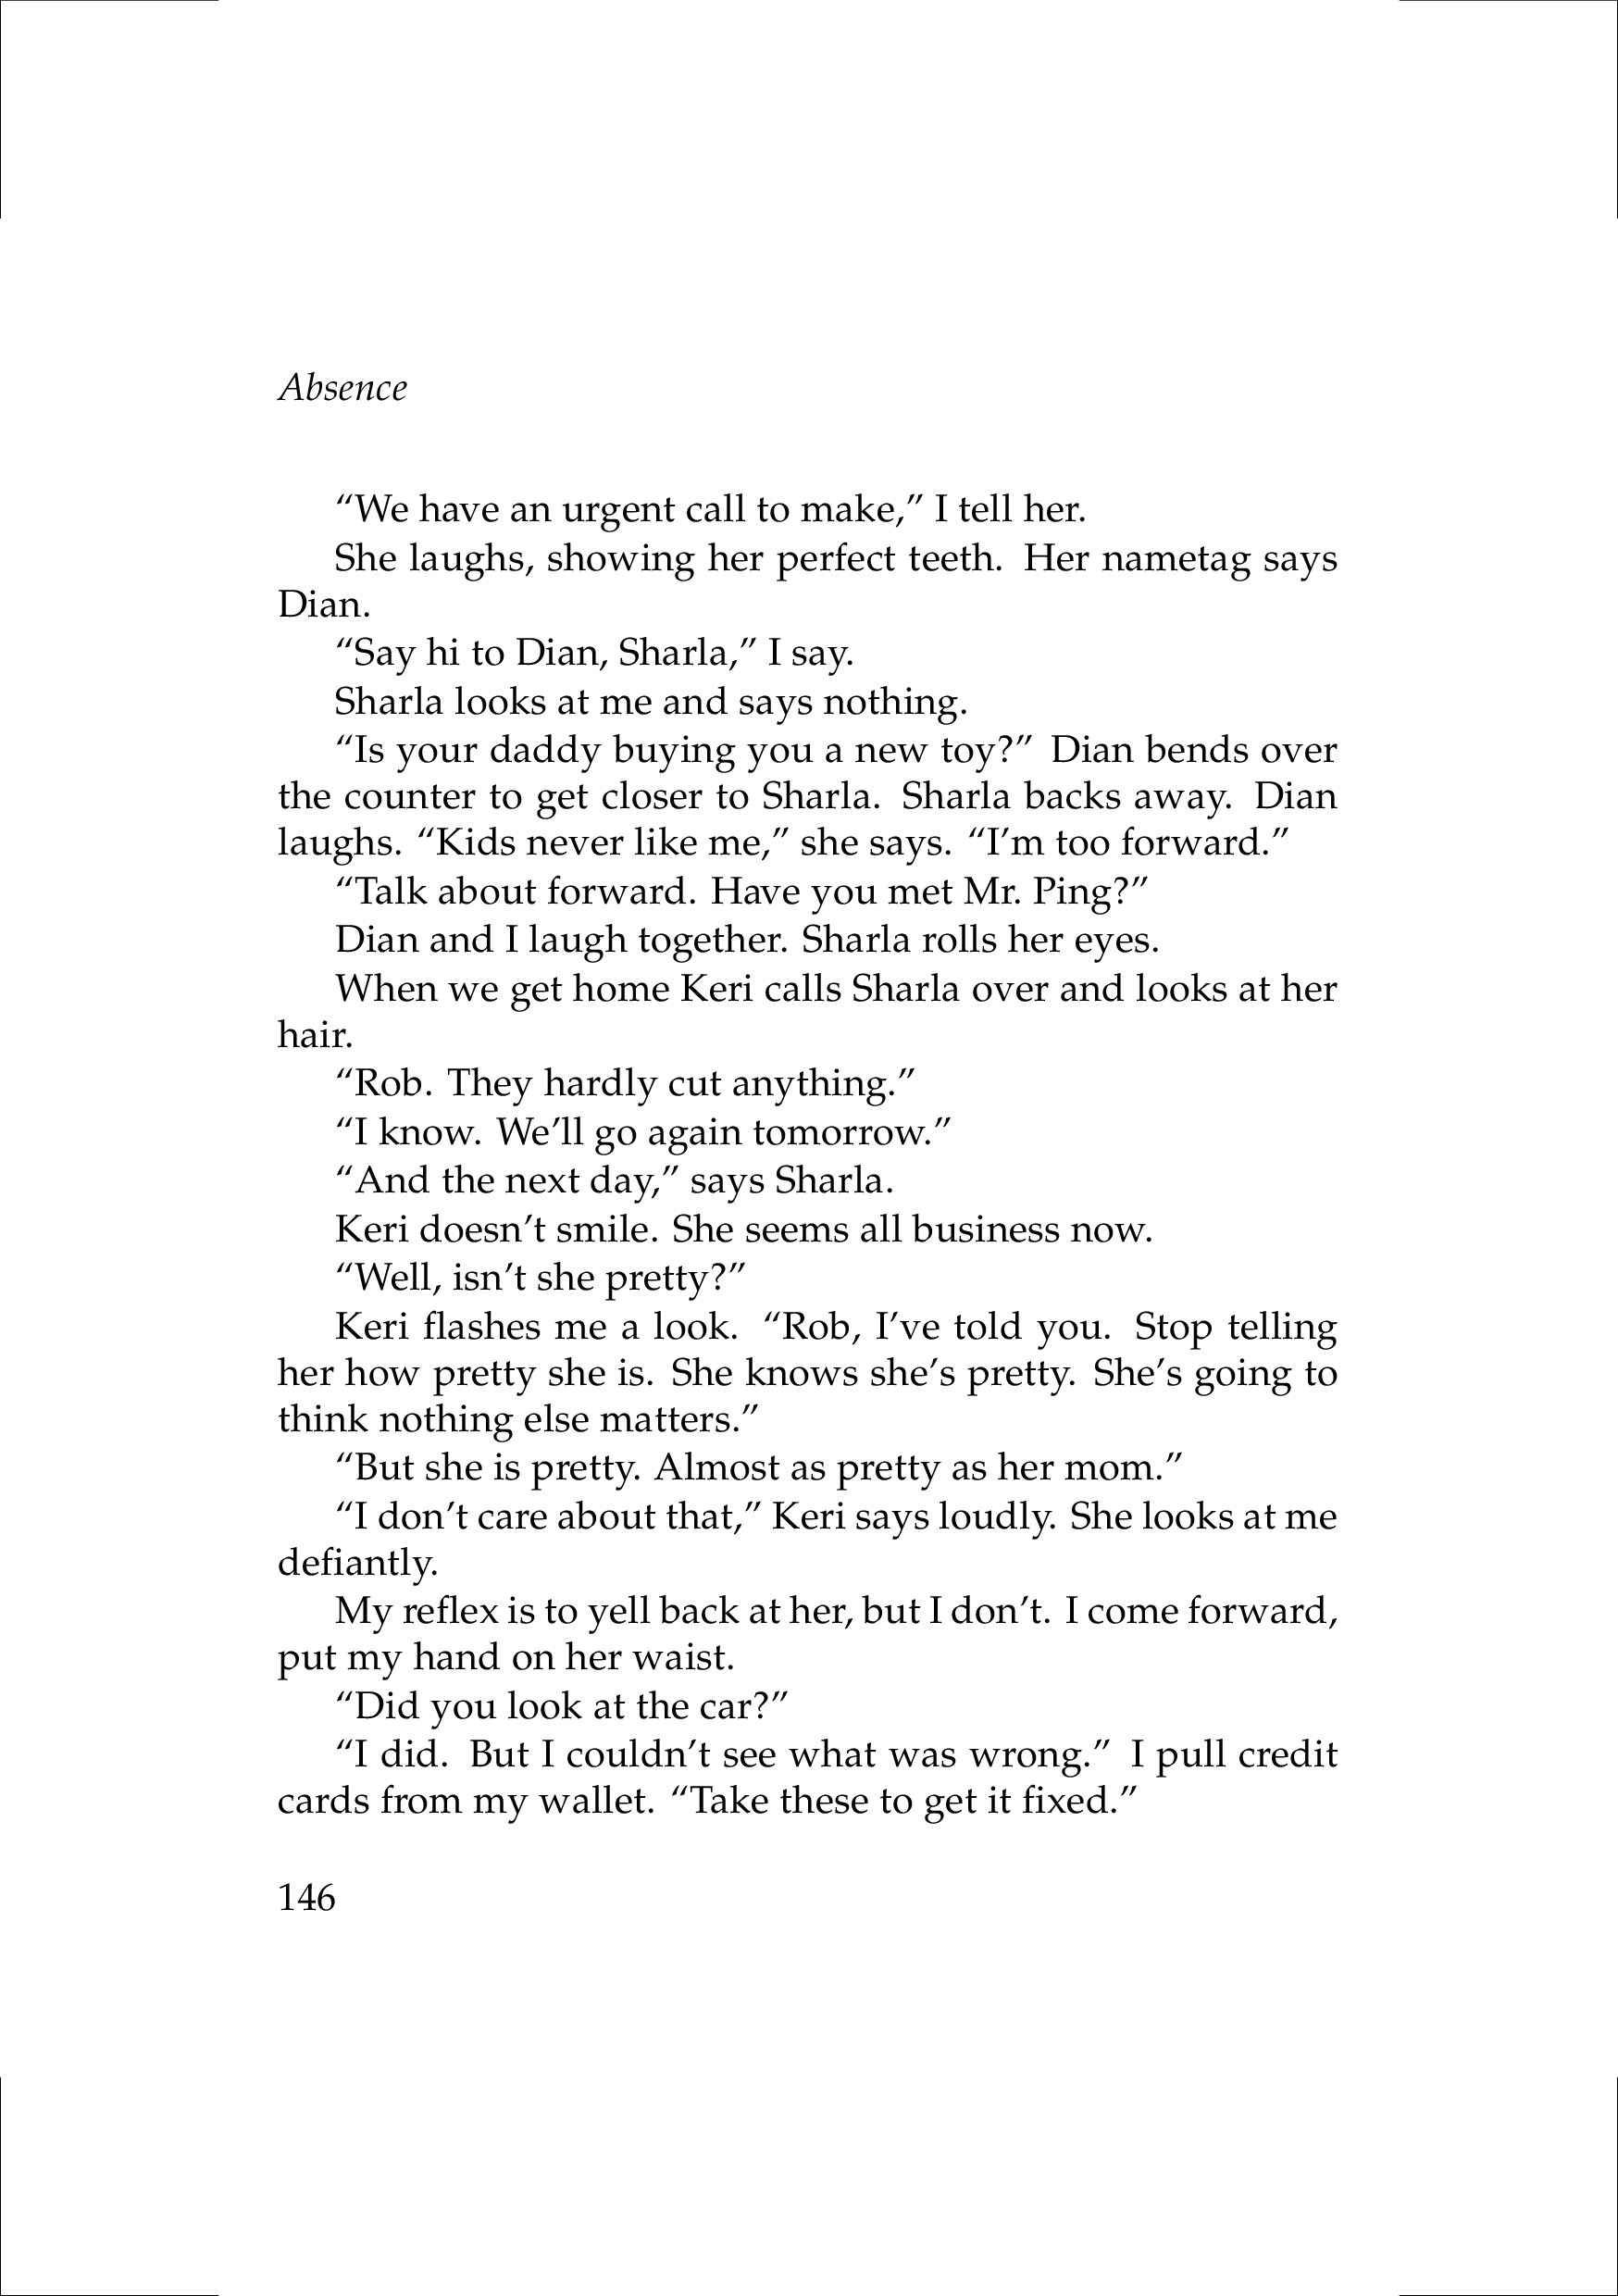 Absence
“We have an urgent call to make,” I tell her.
She laughs, showing her perfect teeth. Her nametag says
Dian.
“Say hi to Dian, Sharla,” I say.
Sharla looks at me and says nothing.
“Is your daddy buying you a new toy?” Dian bends over
the counter to get closer to Sharla. Sharla backs away. Dian
laughs. “Kids never like me,” she says. “I’m too forward.”
“Talk about forward. Have you met Mr. Ping?”
Dian and I laugh together. Sharla rolls her eyes.
When we get home Keri calls Sharla over and looks at her
hair.
“Rob. They hardly cut anything.”
“I know. We’ll go again tomorrow.”
“And the next day,” says Sharla.
Keri doesn’t smile. She seems all business now.
“Well, isn’t she pretty?”
Keri flashes me a look. “Rob, I’ve told you. Stop telling
her how pretty she is. She knows she’s pretty. She’s going to
think nothing else matters.”
“But she is pretty. Almost as pretty as her mom.”
“I don’t care about that,” Keri says loudly. She looks at me
defiantly.
My reflex is to yell back at her, but I don’t. I come forward,
put my hand on her waist.
“Did you look at the car?”
“I did. But I couldn’t see what was wrong.” I pull credit
cards from my wallet. “Take these to get it fixed.”
146